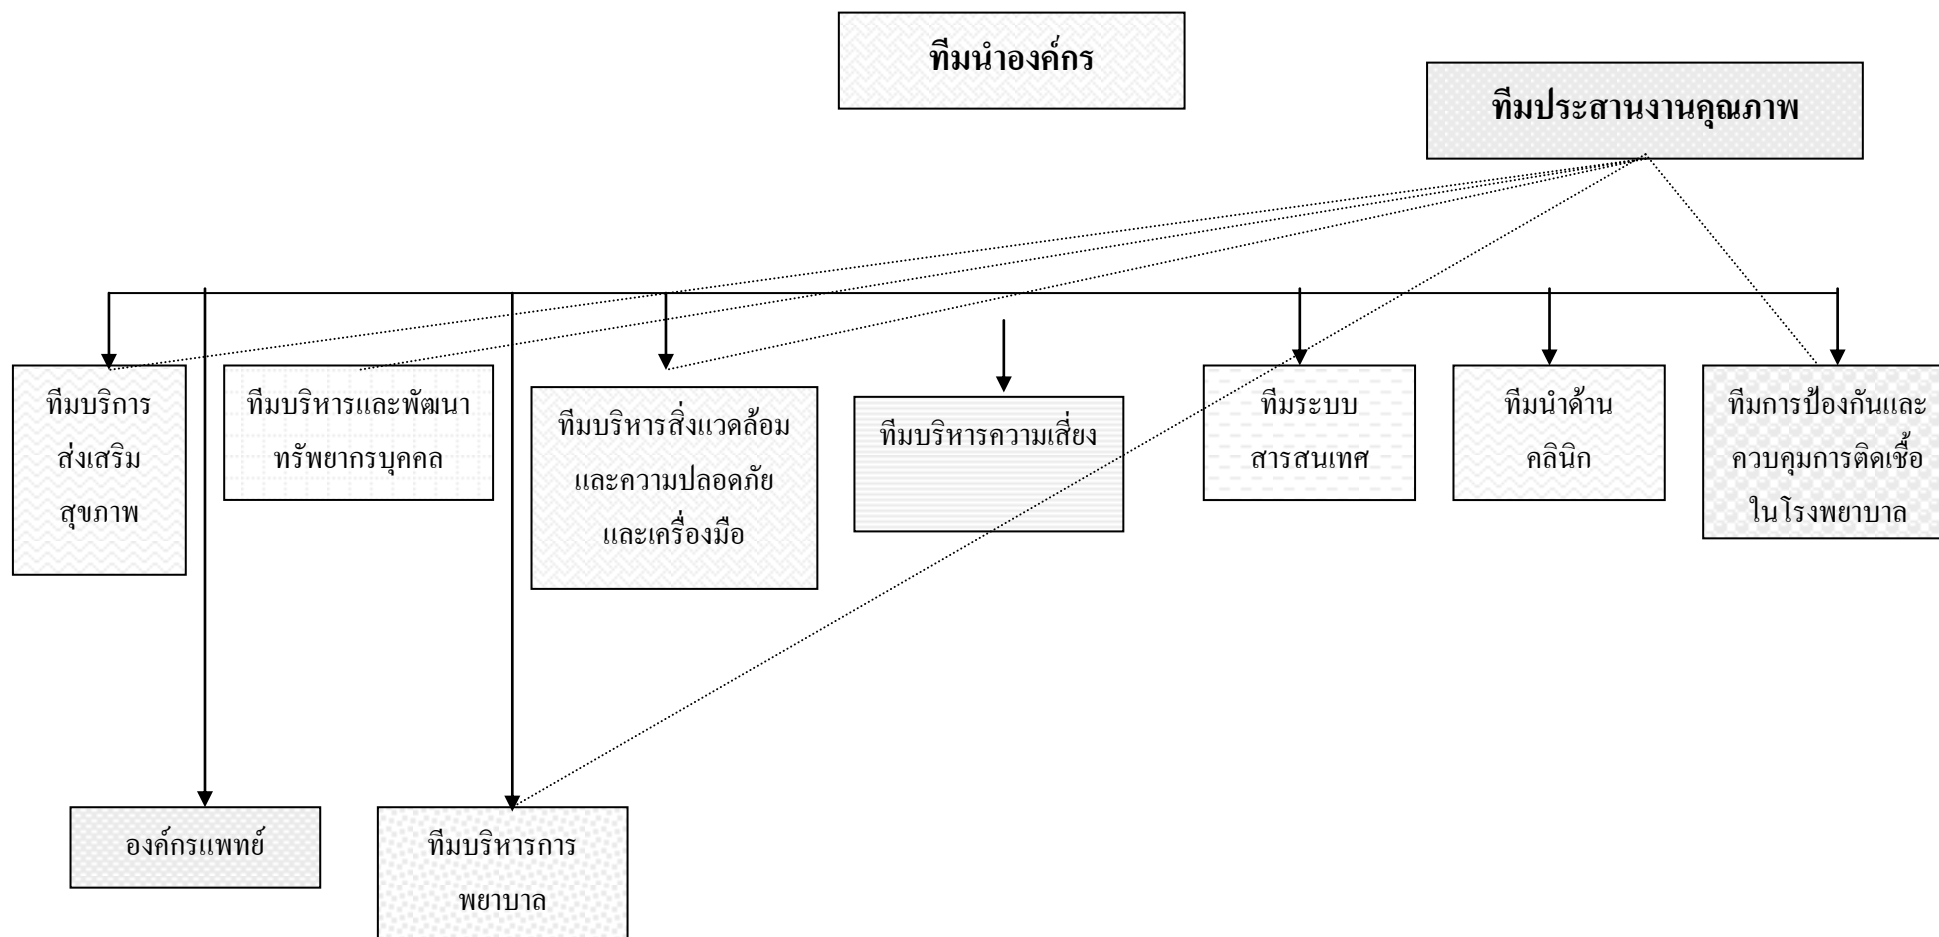 ทีมนำองค์กร
ทีมประสานงานคุณภาพ
ทีมบริการ
ส่งเสริม
สุขภาพ
ทีมบริหารและพัฒนา
ทรัพยากรบุคคล
ทีมบริหารสิ่งแวดล้อม
และความปลอดภัย
และเครื่องมือ
ทีมบริหารความเสี่ยง
ทีมระบบ
สารสนเทศ
ทีมนำด้าน
คลินิก
ทีมการป้องกันและ
ควบคุมการติดเชื้อ
ในโรงพยาบาล
องค์กรแพทย์
ทีมบริหารการ
พยาบาล